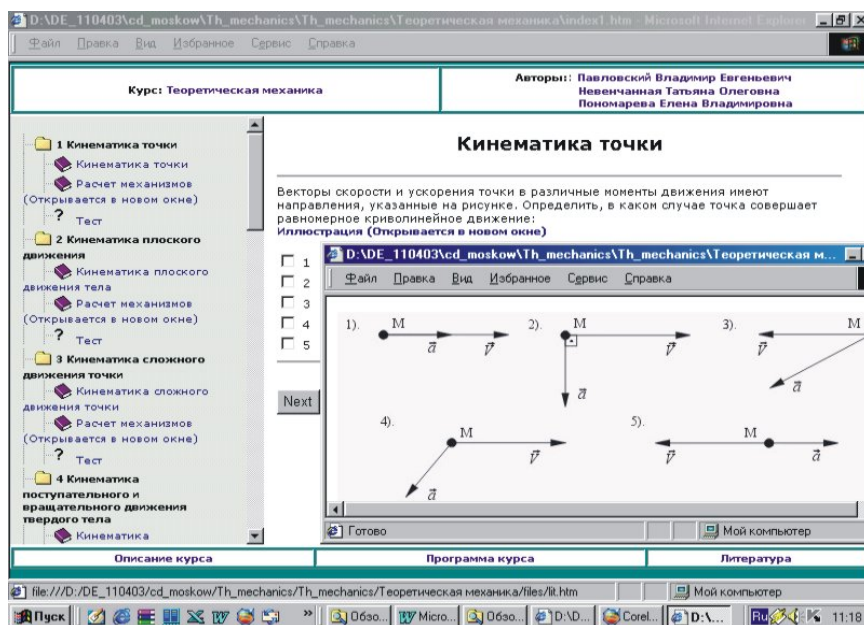 D:\DE_110403\cd_moskow\Th_mechanics\Th_mechanics\Теоретическая механика\index1.htm - Microsoft Internet Explorer
Файл Правка Вид Избранное Сервис Справка
Курс: Теоретическая механика
Авторы:: Павловский Владимир Евгеньевич
Невенчанная Татьяна Олеговна
Пономарева Елена Владимировна
1 Кинематика точки
Кинематика точки
Расчет механизмов
(Открывается в новом окне)
? Тест
2 Кинематика плоского
движения
Кинематика плоского
движения тела
Расчет механизмов
(Открывается в новом окне)
? Тест
3 Кинематика сложного
движения точки
Кинематика сложного
движения точки
Расчет механизмов
(Открывается в новом окне)
? Тест
4 Кинематика
поступательного и
вращательного движения
твердого тела
Кинематика
Кинематика точки
Векторы скорости и ускорения точки в различные моменты движения имеют
направления, указанные на рисунке. Определить, в каком случае точка совершает
равномерное криволинейное движение:
Иллюстрация (Открывается в новом окне)
1
2
3
4
5
Next
D:\DE_110403\cd_moskow\Th_mechanics\Th_mechanics\Теоретическая м...
Файл Правка Вид Избранное Сервис Справка
1). M a v
2). M v a
3). M v a
4). M v a
5). M v a
Готово Мой компьютер
Описание курса Программа курса Литература
file:///D:/DE_110403/cd_moskow/Th_mechanics/Th_mechanics/Теоретическая механика/files/lit.htm Мой компьютер
Пуск » Обзо... Micro... Обзо... D:\D... Corel... D:\... Ru 11:18